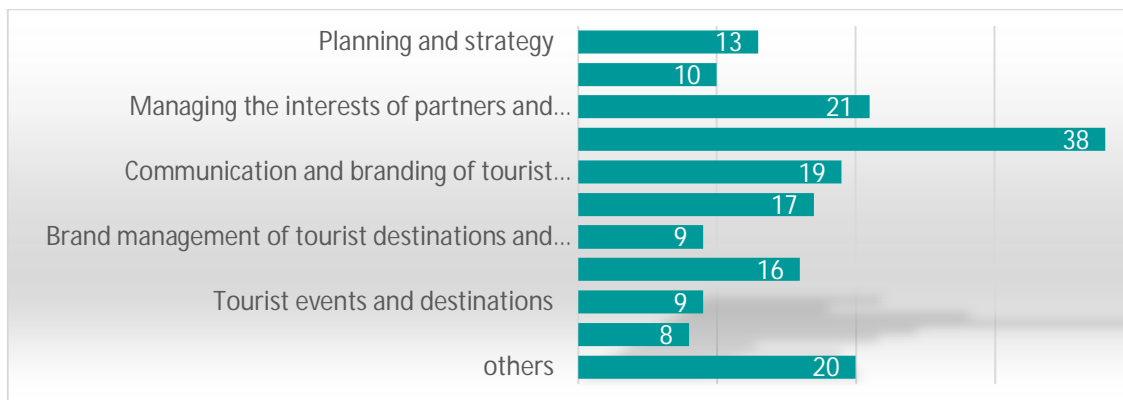 Planning and strategy 13
10
Managing the interests of partners and... 21
38
Communication and branding of tourist... 19
17
Brand management of tourist destinations and... 9
16
Tourist events and destinations 9
8
others 20